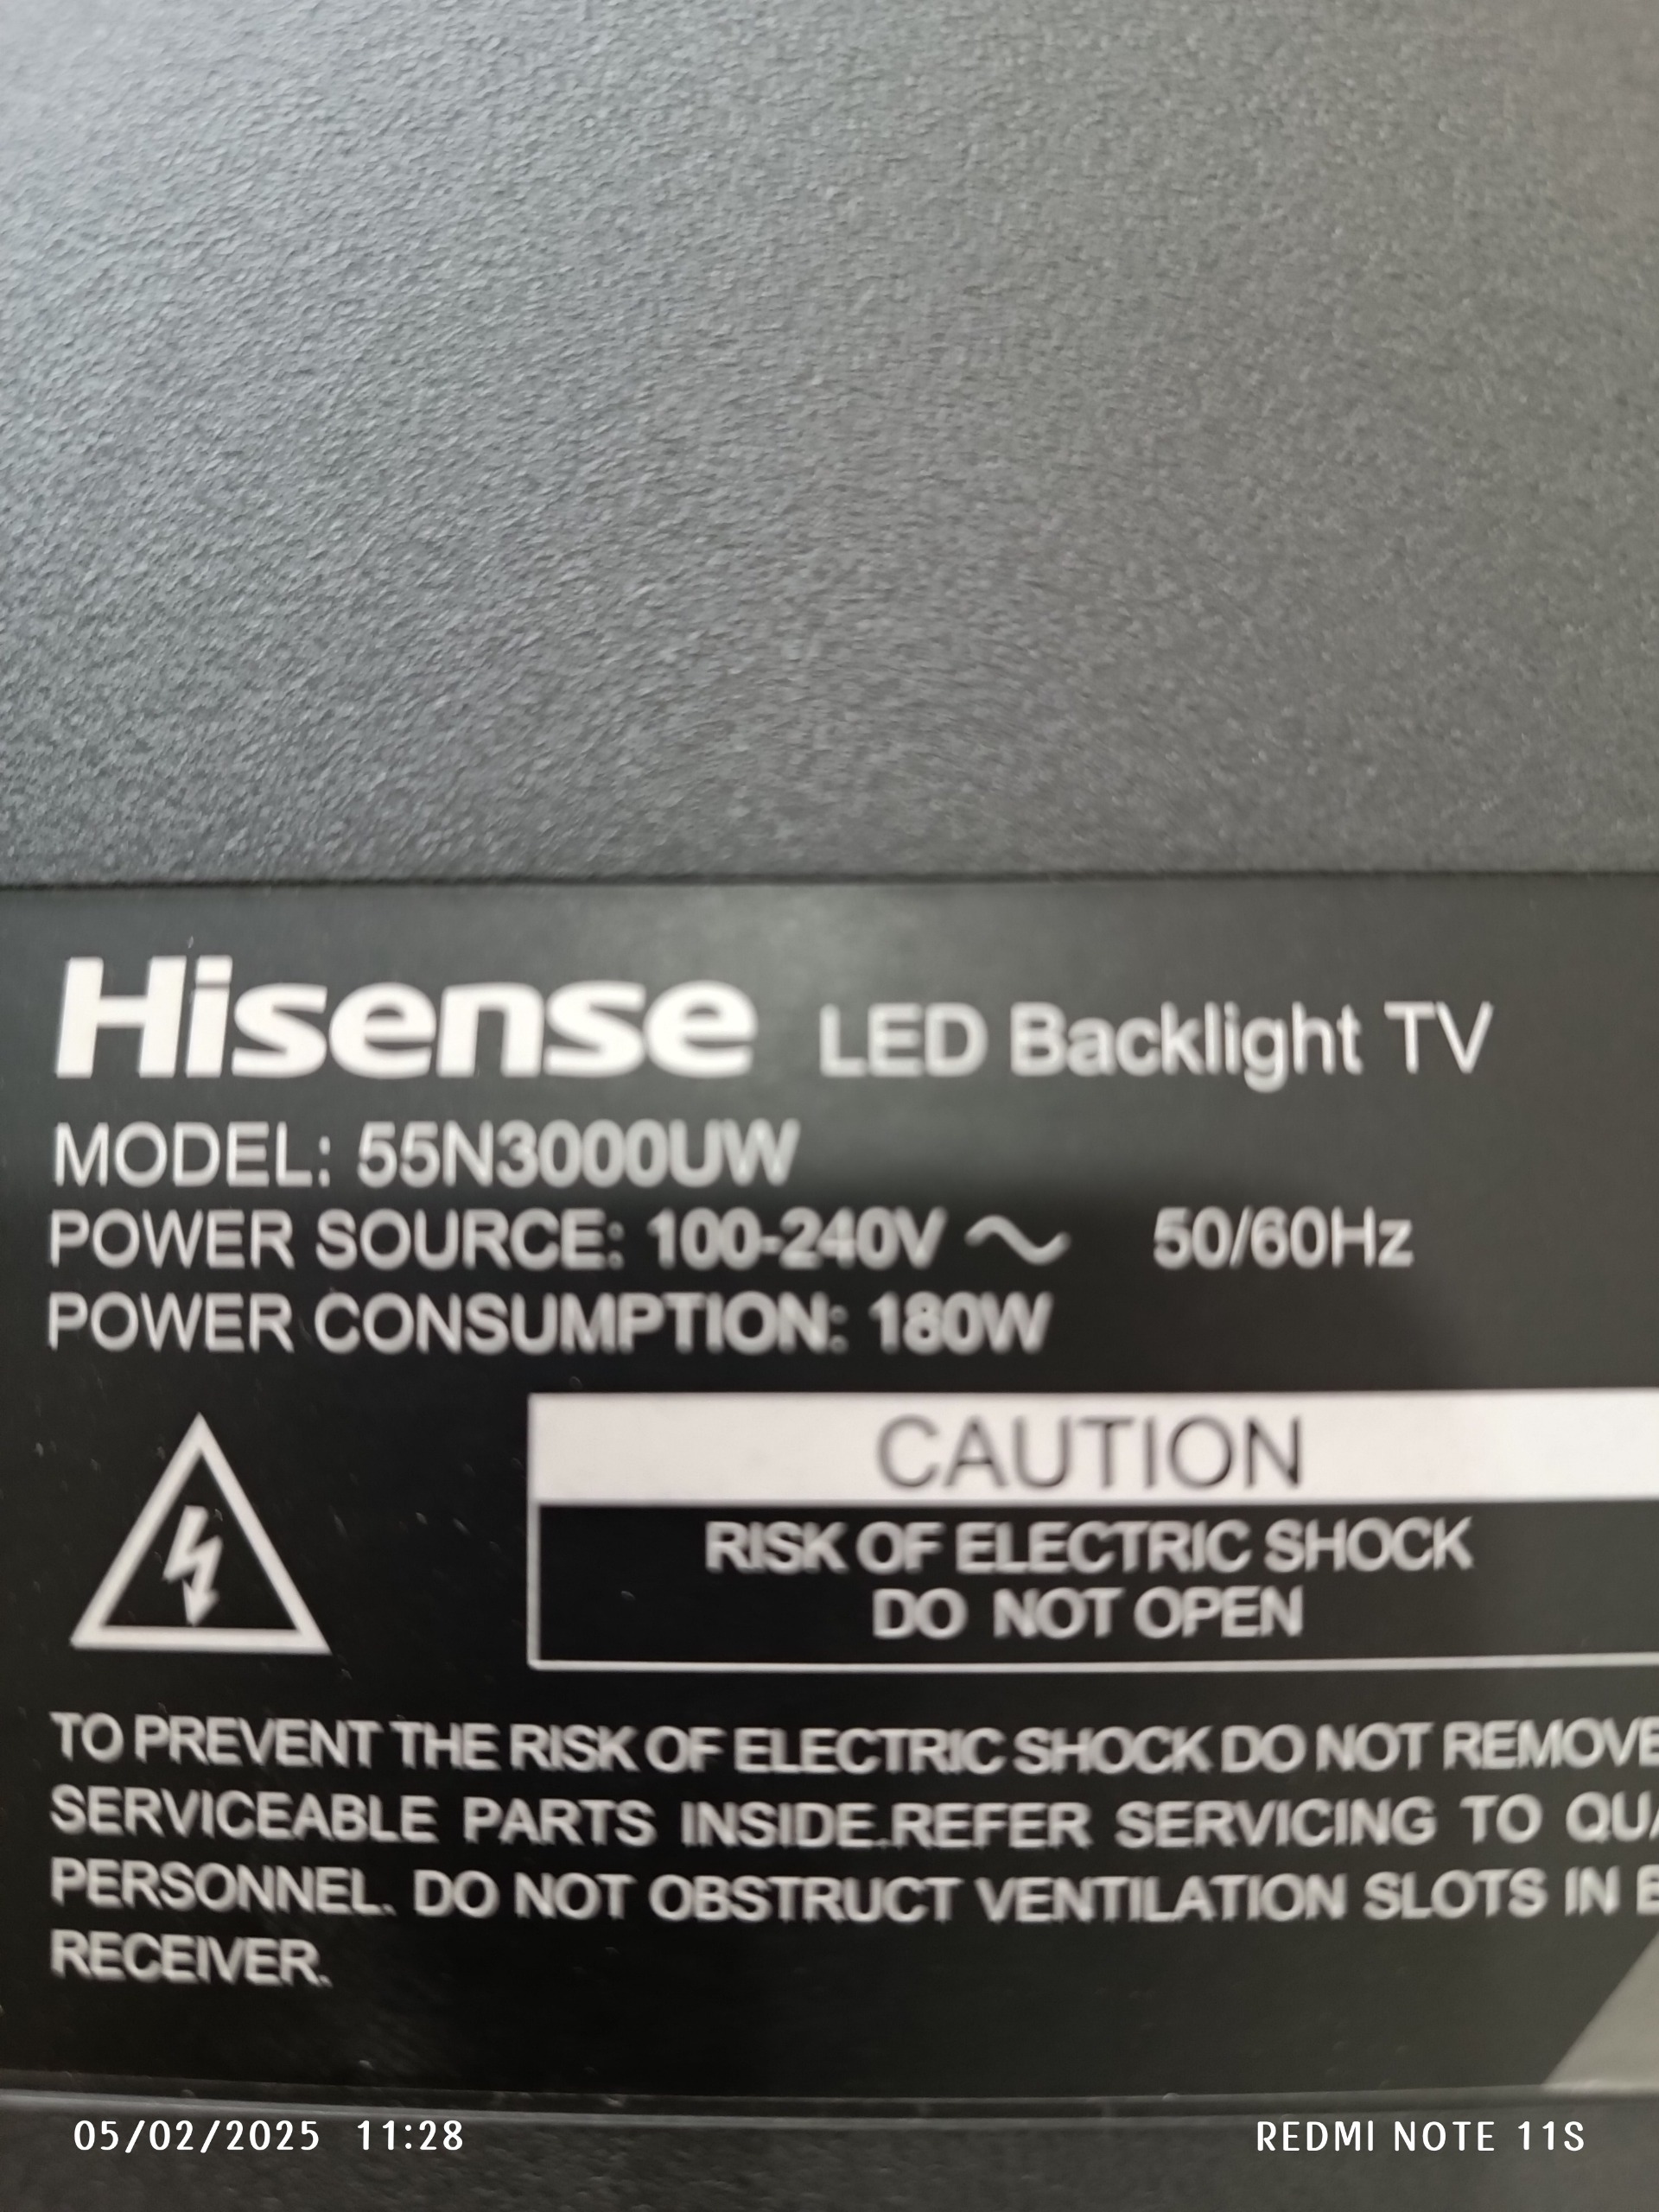 Hisense LED Backlight TV
MODEL: 55N3000UW
POWER SOURCE: 100-240V ~ 50/60Hz
POWER CONSUMPTION: 180W
CAUTION
RISK OF ELECTRIC SHOCK
DO NOT OPEN
TO PREVENT THE RISK OF ELECTRIC SHOCK DO NOT REMOVE
SERVICEABLE PARTS INSIDE.REFER SERVICING TO
PERSONNEL. DO NOT OBSTRUCT VENTILATION SLOTS IN
RECEIVER.
05/02/2025 11:28
REDMI NOTE 11S